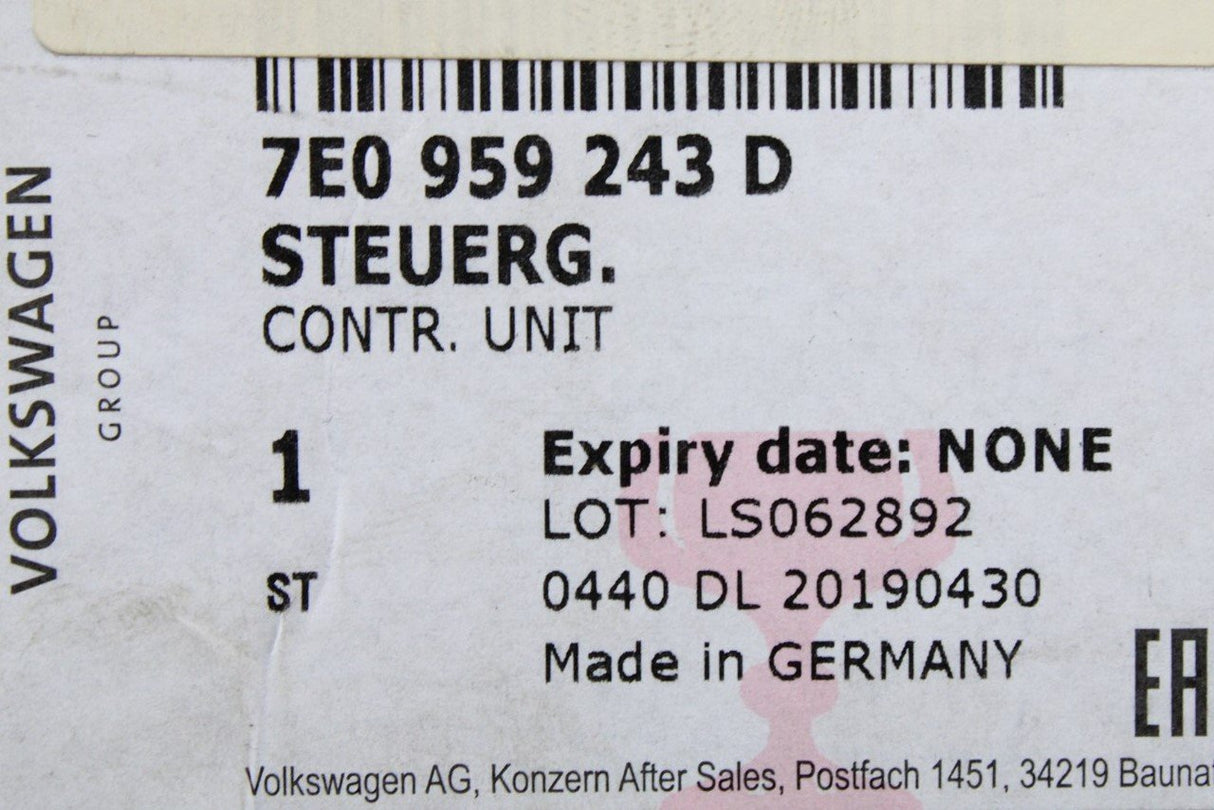 VOLKSWAGEN
GROUP
7E0 959 243 D
STEUERG.
CONTR. UNIT
1
ST
Expiry date: NONE
LOT: LS062892
0440 DL 20190430
Made in GERMANY
Volkswagen AG, Konzern After Sales, Postfach 1451, 34219